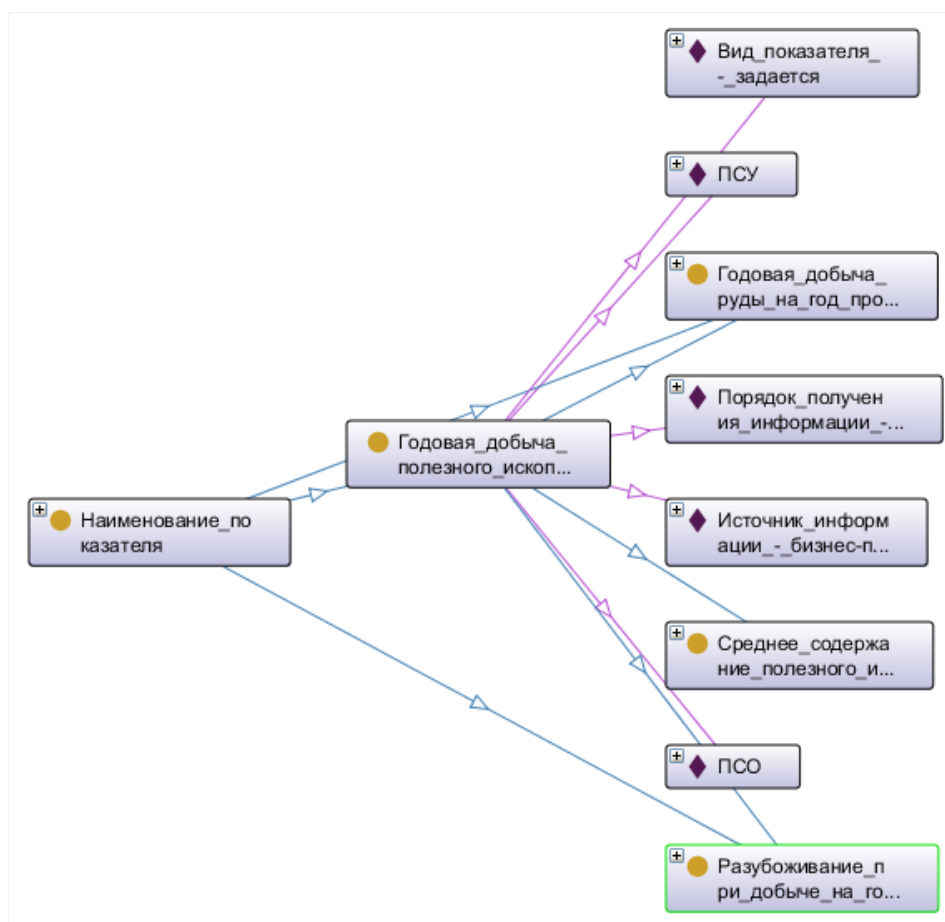 Вид_показателя_
-_задается
ПСУ
Годовая_добыча_
руды_на_год_про...
Порядок_получен
ия_информации_-...
Годовая_добыча_
полезного_ископ...
Наименование_по
казателя
Источник_информ
ации_-_бизнес-п...
Среднее_содержа
ние_полезного_и...
ПСО
Разубоживание_п
ри_добыче_на_го...